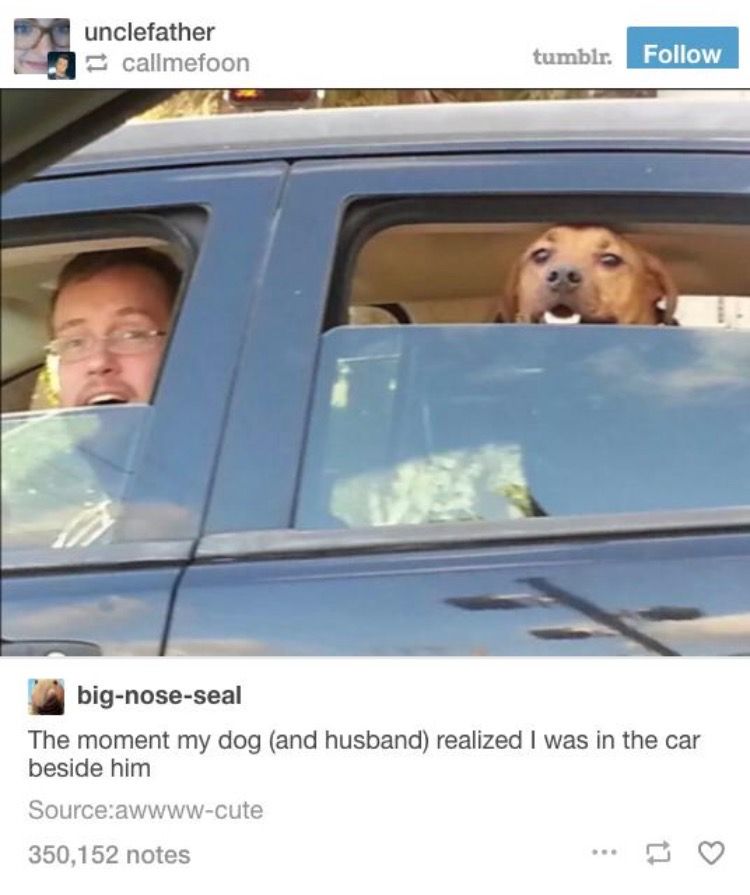 unclefather
callmefoon
tumblr.
Follow
big-nose-seal
The moment my dog (and husband) realized I was in the car
beside him
Source:awwww-cute
350,152 notes